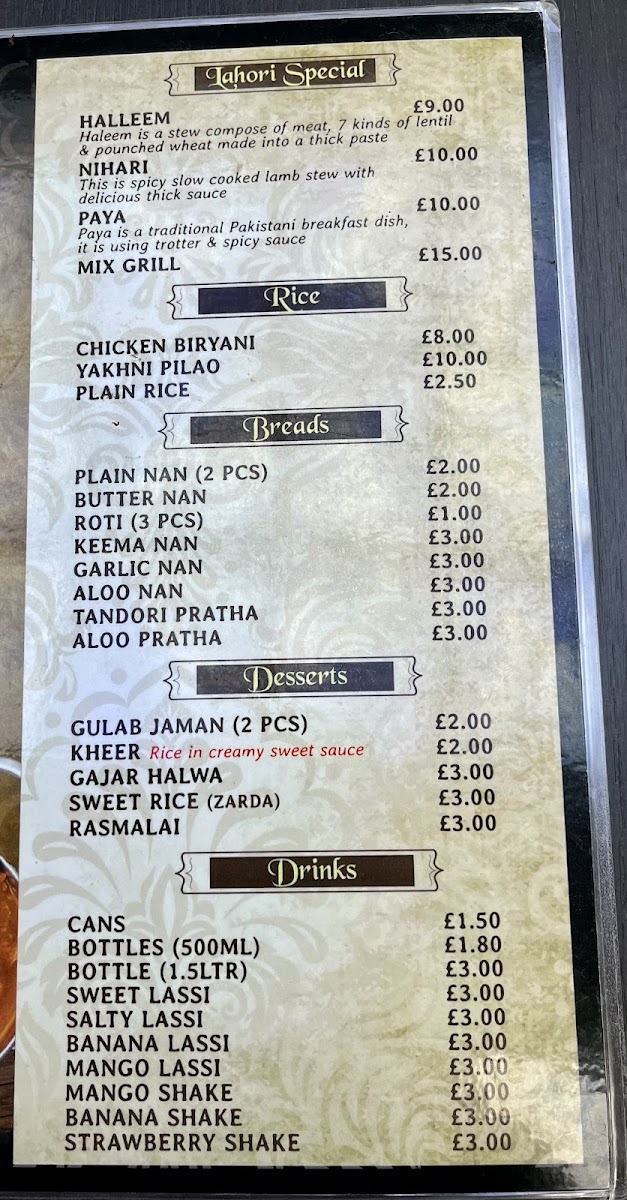 Lahori Special
HALLEEM £9.00
Haleem is a stew compose of meat, 7 kinds of lentil
& pounched wheat made into a thick paste
NIHARI £10.00
This is spicy slow cooked lamb stew with
delicious thick sauce
PAYA £10.00
Paya is a traditional Pakistani breakfast dish,
it is using trotter & spicy sauce
MIX GRILL £15.00
Rice
CHICKEN BIRYANI £8.00
YAKHNI PILAO £10.00
PLAIN RICE £2.50
Breads
PLAIN NAN (2 PCS) £2.00
BUTTER NAN £2.00
ROTI (3 PCS) £1.00
KEEMA NAN £3.00
GARLIC NAN £3.00
ALOO NAN £3.00
TANDORI PRATHA £3.00
ALOO PRATHA £3.00
Desserts
GULAB JAMAN (2 PCS) £2.00
KHEER Rice in creamy sweet sauce £2.00
GAJAR HALWA £3.00
SWEET RICE (ZARDA) £3.00
RASMALAI £3.00
Drinks
CANS £1.50
BOTTLES (500ML) £1.80
BOTTLE (1.5LTR) £3.00
SWEET LASSI £3.00
SALTY LASSI £3.00
BANANA LASSI £3.00
MANGO LASSI £3.00
MANGO SHAKE £3.00
BANANA SHAKE £3.00
STRAWBERRY SHAKE £3.00